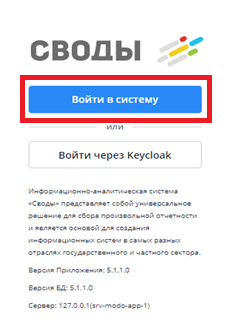 СВОДЫ
Войти в систему
или
Войти через Keycloak
Информационно-аналитическая система
«Своды» представляет собой универсальное
решение для сбора произвольной отчетности
и является основой для создания
информационных систем в самых разных
отраслях государственного и частного сектора.
Версия Приложения: 5.1.1.0
Версия БД: 5.1.1.0
Сервер: 127.0.0.1(srv-modo-app-1)